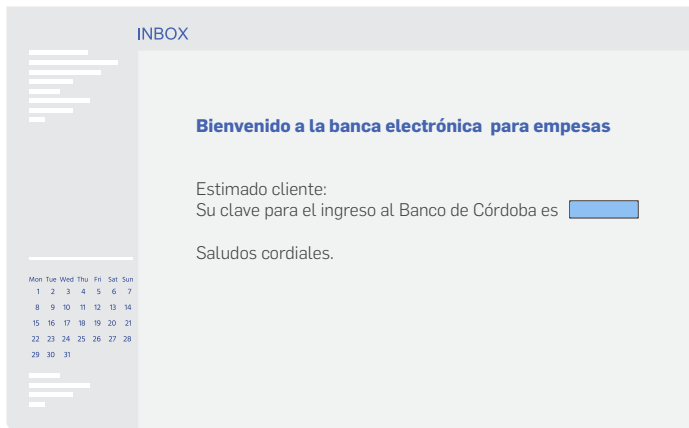 INBOX
Bienvenido a la banca electrónica para empesas
Estimado cliente:
Su clave para el ingreso al Banco de Córdoba es
Saludos cordiales.
Mon Tue Wed Thu Fri Sat Sun
1 2 3 4 5 6 7
8 9 10 11 12 13 14
15 16 17 18 19 20 21
22 23 24 25 26 27 28
29 30 31